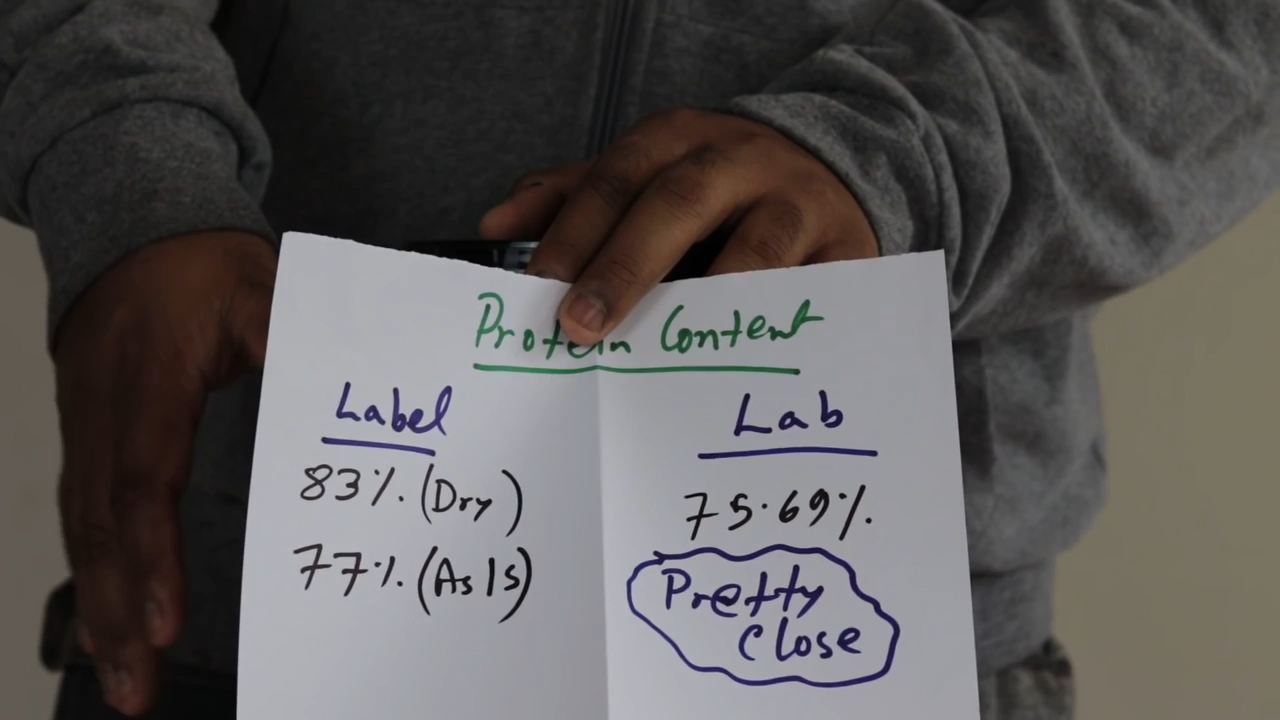 Protein Content
Label
83%. (Dry)
77%. (As Is)
Lab
75.69%.
Pretty
Close